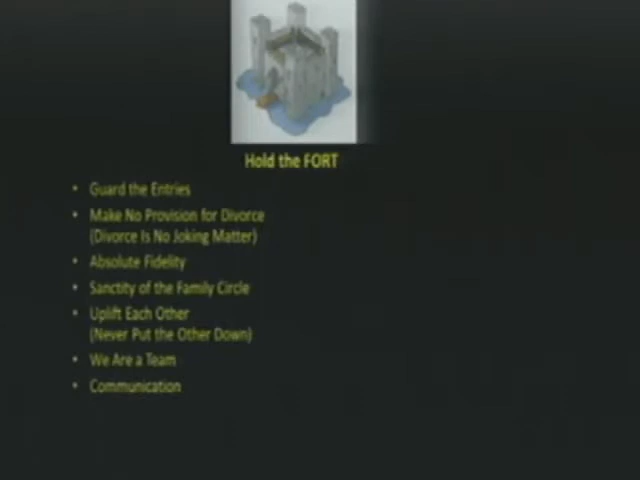 Hold the FORT
• Guard the Entries
• Make No Provision for Divorce
(Divorce Is No Joking Matter)
• Absolute Fidelity
• Sanctity of the Family Circle
• Uplift Each Other
(Never Put the Other Down)
• We Are a Team
• Communication